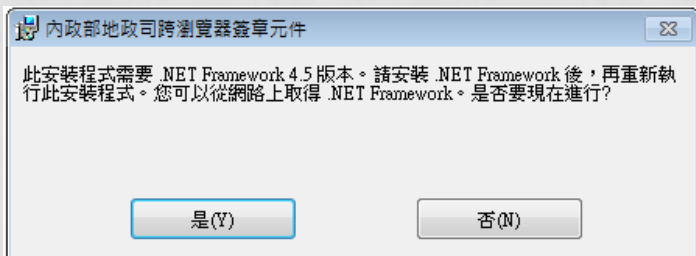 內政部地政司跨瀏覽器簽章元件
此安裝程式需要 .NET Framework 4.5 版本。請安裝 .NET Framework 後，再重新執
行此安裝程式。您可以從網路上取得 .NET Framework。是否要現在進行?
是(Y)
否(N)